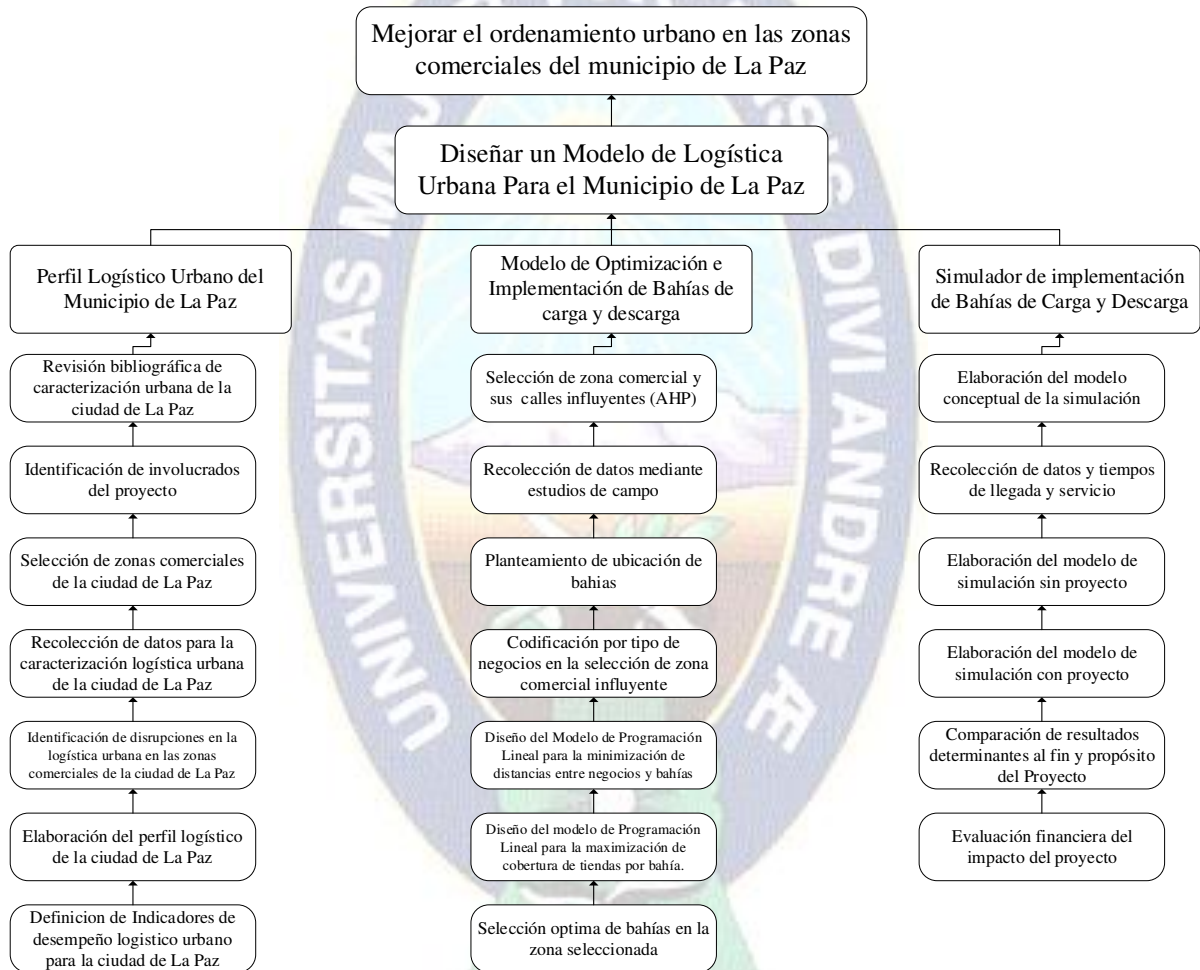 Mejorar el ordenamiento urbano en las zonas
comerciales del municipio de La Paz
Diseñar un Modelo de Logística
Urbana Para el Municipio de La Paz
Perfil Logístico Urbano del
Municipio de La Paz
Revisión bibliográfica de
caracterización urbana de la
ciudad de La Paz
Identificación de involucrados
del proyecto
Selección de zonas comerciales
de la ciudad de La Paz
Recolección de datos para la
caracterización logística urbana
de la ciudad de La Paz
Identificación de disrupciones en la
logística urbana en las zonas
comerciales de la ciudad de La Paz
Elaboración del perfil logístico
de la ciudad de La Paz
Definicion de Indicadores de
desempeño logistico urbano
para la ciudad de La Paz
Modelo de Optimización e
Implementación de Bahías de
carga y descarga
Selección de zona comercial y
sus calles influyentes (AHP)
Recolección de datos mediante
estudios de campo
Planteamiento de ubicación de
bahias
Codificación por tipo de
negocios en la selección de zona
comercial influyente
Diseño del Modelo de Programación
Lineal para la minimización de
distancias entre negocios y bahías
Diseño del modelo de Programación
Lineal para la maximización de
cobertura de tiendas por bahía.
Selección optima de bahías en la
zona seleccionada
Simulador de implementación
de Bahías de Carga y Descarga
Elaboración del modelo
conceptual de la simulación
Recolección de datos y tiempos
de llegada y servicio
Elaboración del modelo de
simulación sin proyecto
Elaboración del modelo de
simulación con proyecto
Comparación de resultados
determinantes al fin y propósito
del Proyecto
Evaluación financiera del
impacto del proyecto
UNIVERSITAS MAJ
DIVI ANDRE Æ